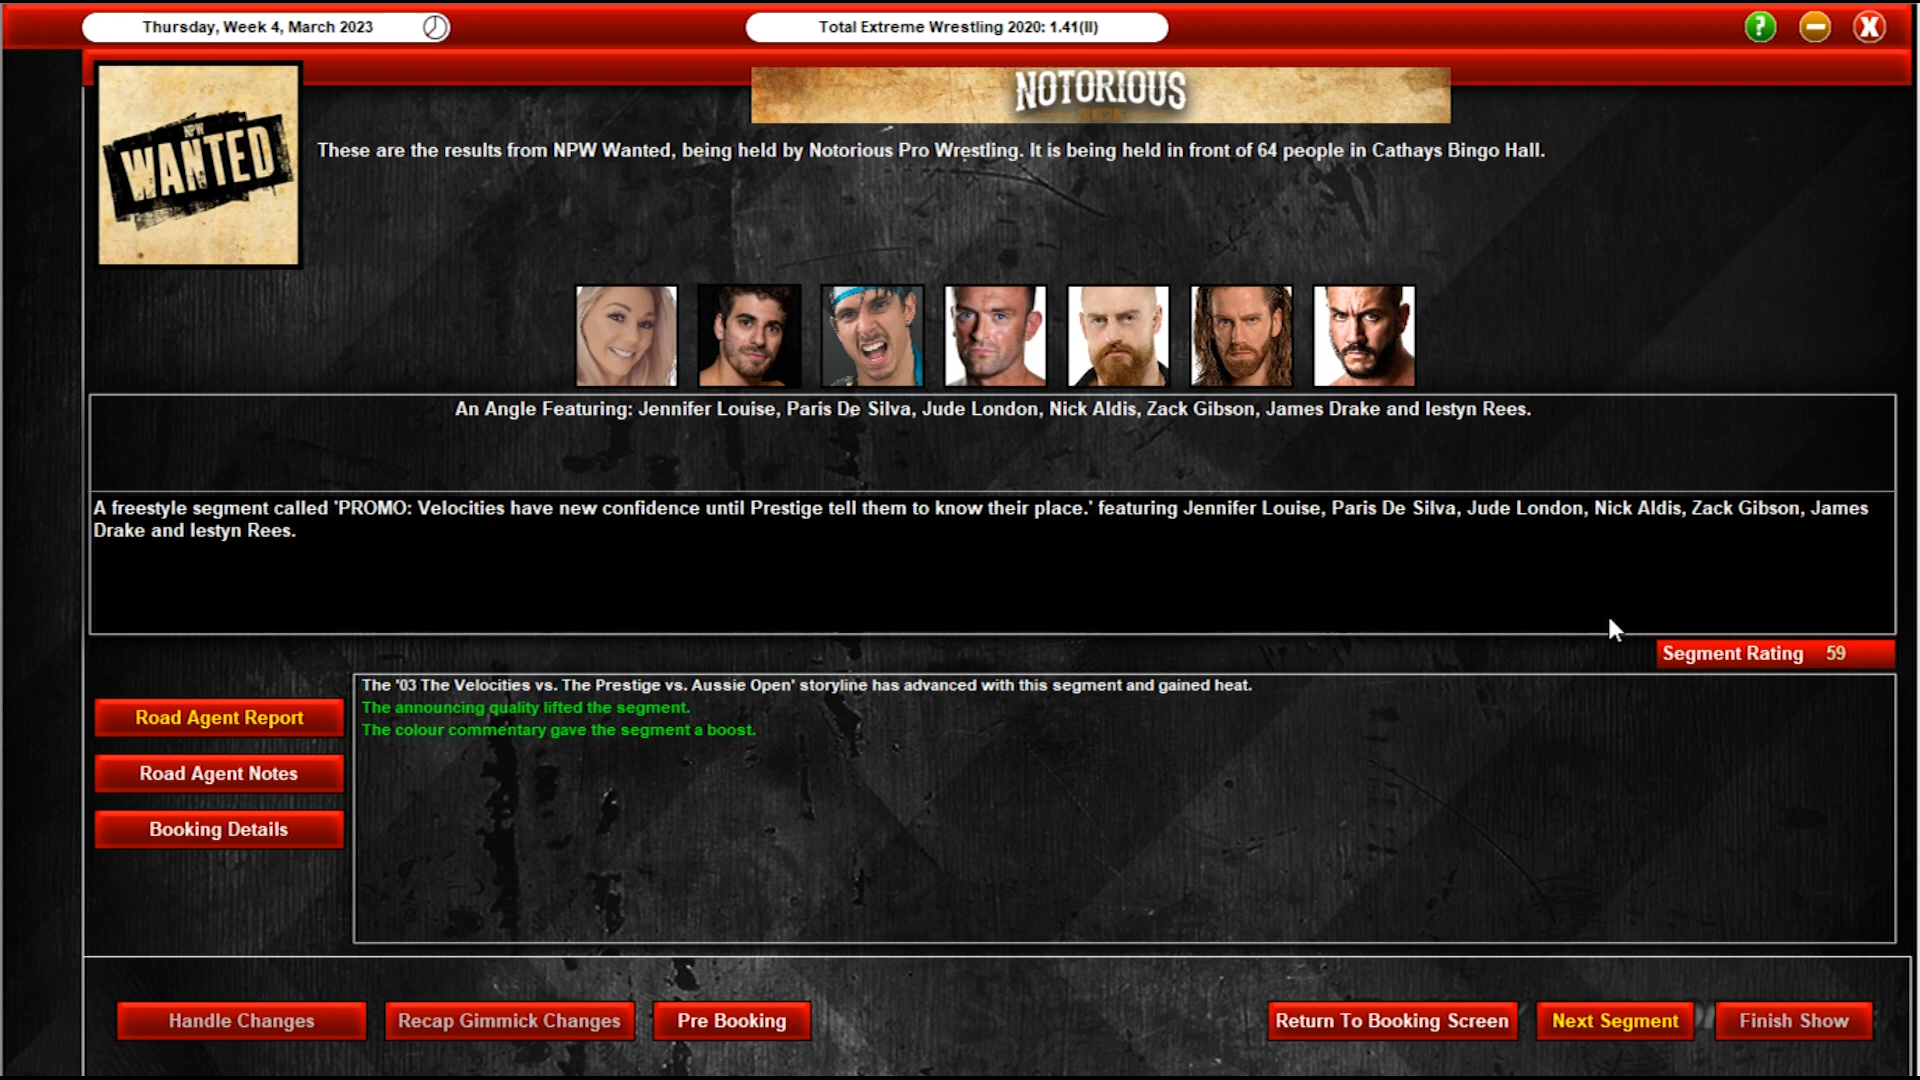 Thursday, Week 4, March 2023
Total Extreme Wrestling 2020: 1.41(II)
?
X
NPW
WANTED
NOTORIOUS
These are the results from NPW Wanted, being held by Notorious Pro Wrestling. It is being held in front of 64 people in Cathays Bingo Hall.
An Angle Featuring: Jennifer Louise, Paris De Silva, Jude London, Nick Aldis, Zack Gibson, James Drake and Iestyn Rees.
A freestyle segment called 'PROMO: Velocities have new confidence until Prestige tell them to know their place.' featuring Jennifer Louise, Paris De Silva, Jude London, Nick Aldis, Zack Gibson, James
Drake and Iestyn Rees.
Segment Rating 59
The '03 The Velocities vs. The Prestige vs. Aussie Open' storyline has advanced with this segment and gained heat.
The announcing quality lifted the segment.
The colour commentary gave the segment a boost.
Road Agent Report
Road Agent Notes
Booking Details
Handle Changes
Recap Gimmick Changes
Pre Booking
Return To Booking Screen
Next Segment
Finish Show